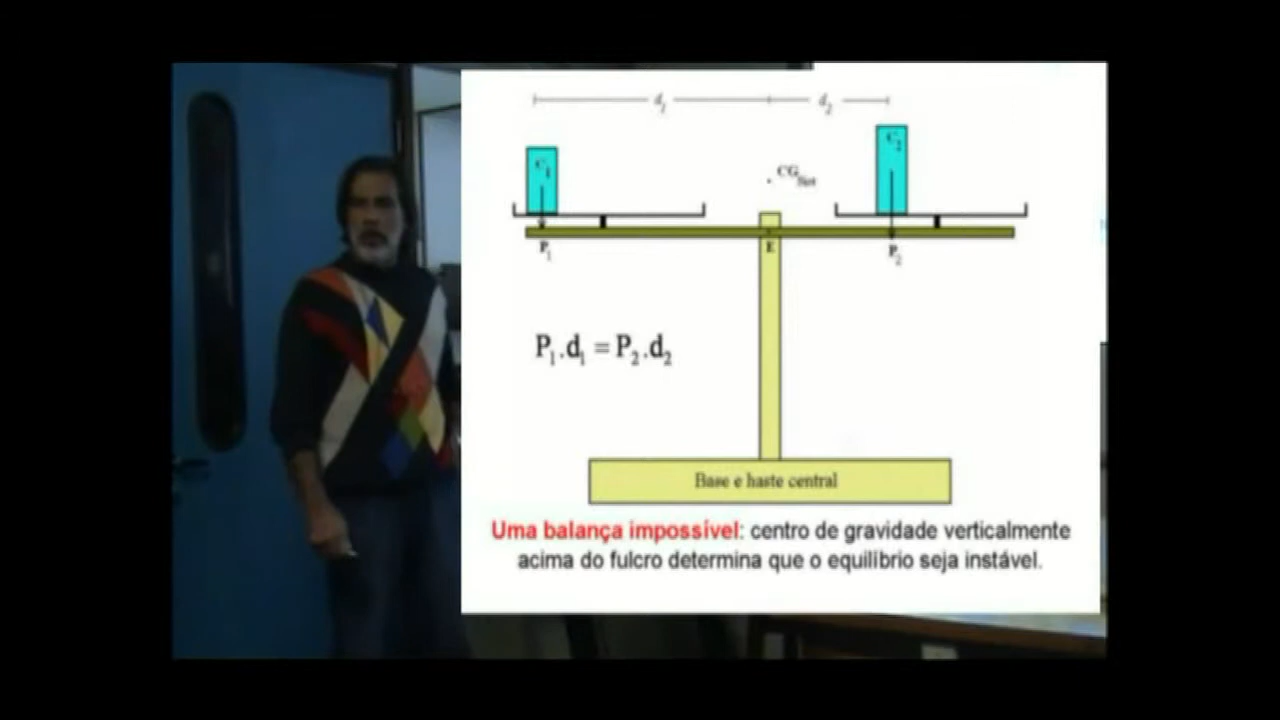 d₁ d₂
C₁
C₂
CG
E
P₁
P₂
P₁.d₁ = P₂.d₂
Base e haste central
Uma balança impossível: centro de gravidade verticalmente
acima do fulcro determina que o equilíbrio seja instável.